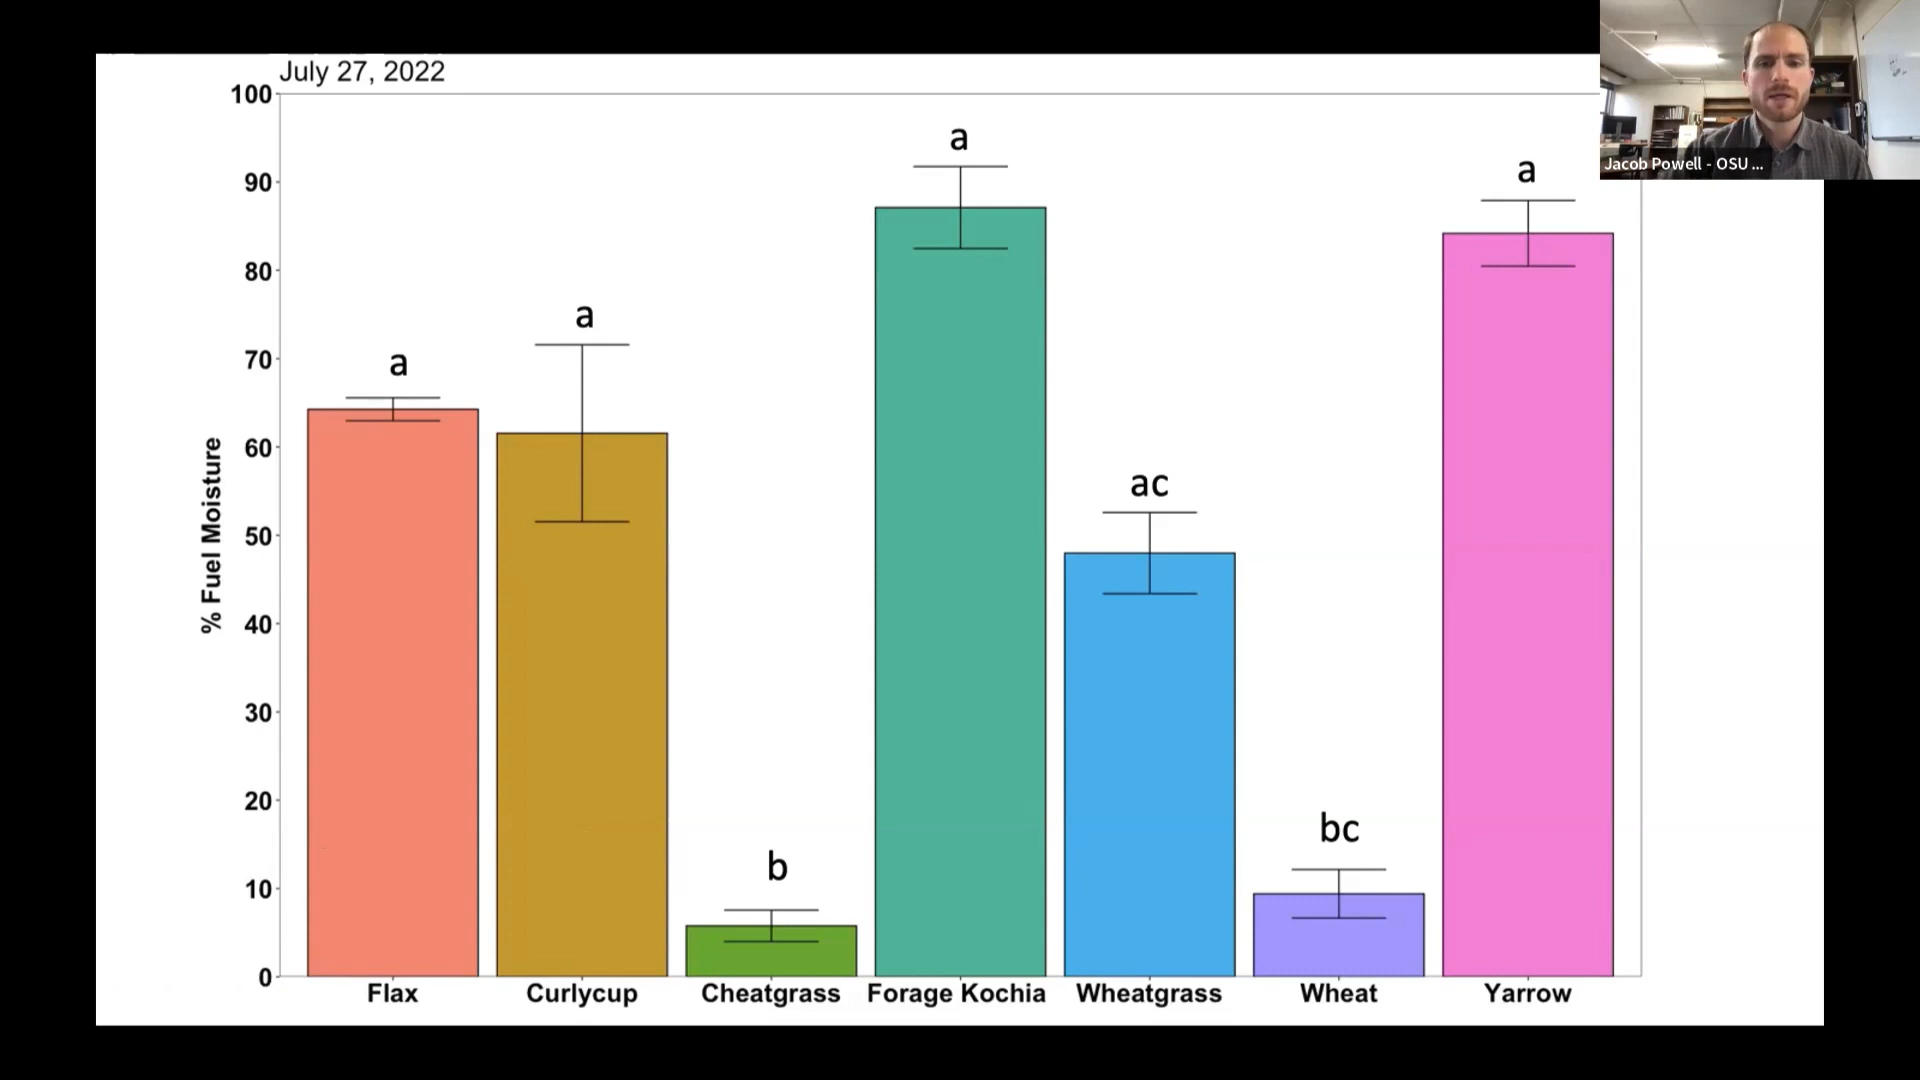 July 27, 2022
Jacob Powell - OSU ...
% Fuel Moisture
100
90
80
70
60
50
40
30
20
10
0
a
a
b
a
ac
bc
a
Flax
Curlycup
Cheatgrass
Forage Kochia
Wheatgrass
Wheat
Yarrow